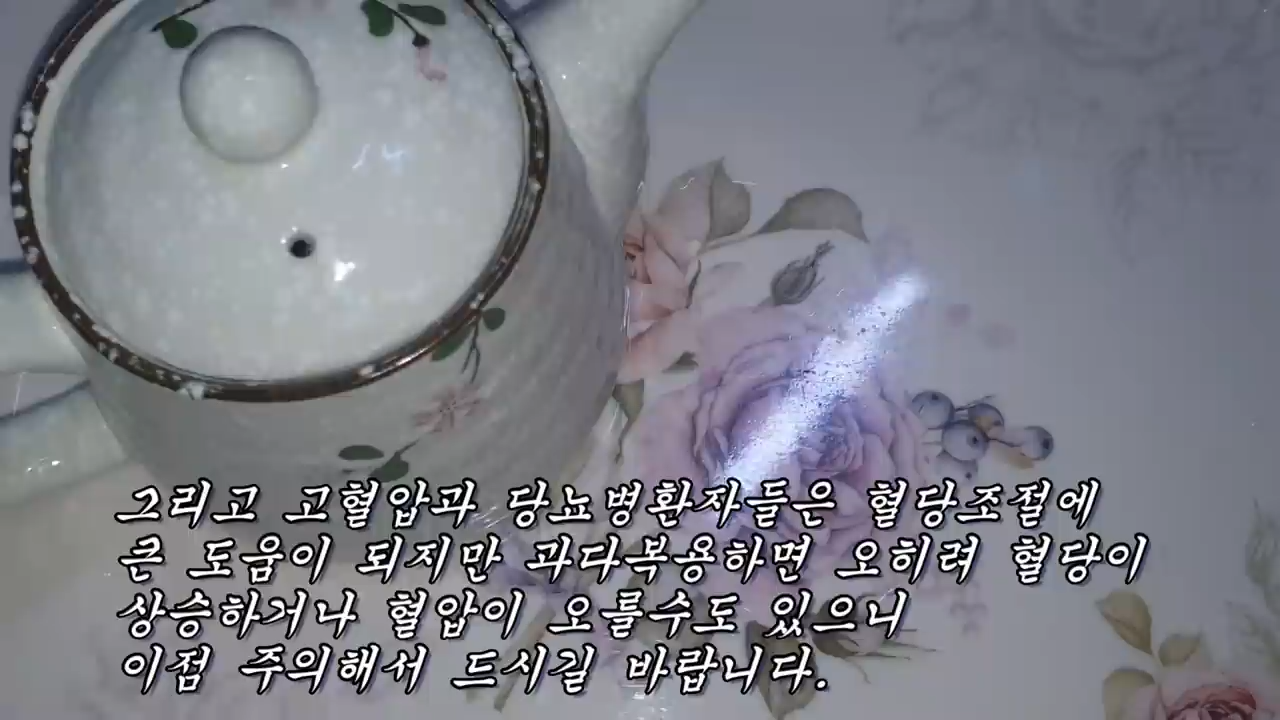 그리고 고혈압과 당뇨병환자들은 혈당조절에
큰 도움이 되지만 과다복용하면 오히려 혈당이
상승하거나 혈압이 오를수도 있으니
이점 주의해서 드시길 바랍니다.